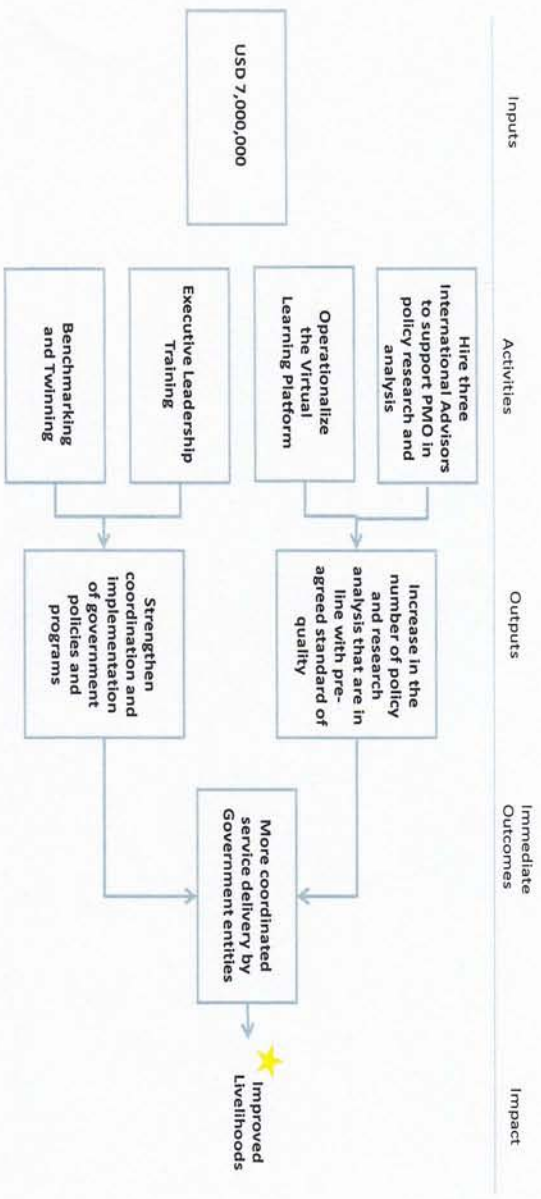 Inputs
Activities
Outputs
Immediate
Outcomes
Impact
USD 7,000,000
Hire three
International Advisors
to support PMO in
policy research and
analysis
Operationalize
the Virtual
Learning Platform
Executive Leadership
Training
Benchmarking
and Twinning
Increase in the
number of policy
and research
analysis that are in
line with pre-
agreed standard of
quality
Strengthen
coordination and
implementation
of government
policies and
programs
More coordinated
service delivery by
Government entities
Improved
Livelihoods